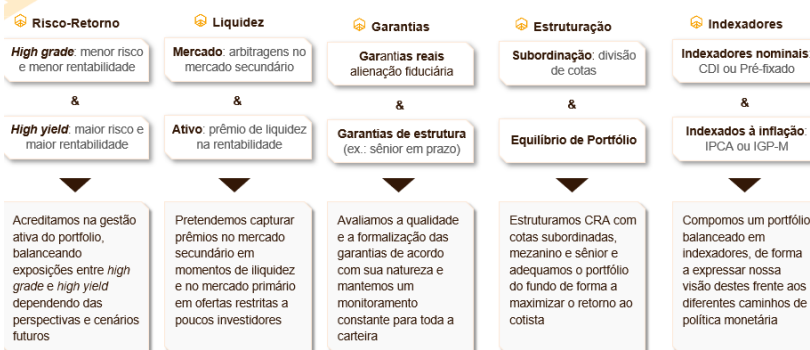 Risco-Retorno
High grade: menor risco
e menor rentabilidade
&
High yield: maior risco e
maior rentabilidade
Acreditamos na gestão
ativa do portfolio,
balanceando
exposições entre high
grade e high yield
dependendo das
perspectivas e cenários
futuros
Liquidez
Mercado: arbitragens no
mercado secundário
&
Ativo: prêmio de liquidez
na rentabilidade
Pretendemos capturar
prêmios no mercado
secundário em
momentos de iliquidez
e no mercado primário
em ofertas restritas a
poucos investidores
Garantias
Garantias reais
alienação fiduciária
&
Garantias de estrutura
(ex.: sênior em prazo)
Avaliamos a qualidade
e a formalização das
garantias de acordo
com sua natureza e
mantemos um
monitoramento
constante para toda a
carteira
Estruturação
Subordinação: divisão
de cotas
&
Equilíbrio de Portfólio
Estruturamos CRA com
cotas subordinadas,
mezanino e sênior e
adequamos o portfólio
do fundo de forma a
maximizar o retorno ao
cotista
Indexadores
Indexadores nominais:
CDI ou Pré-fixado
&
Indexados à inflação:
IPCA ou IGP-M
Compomos um portfólio
balanceado em
indexadores, de forma
a expressar nossa
visão destes frente aos
diferentes caminhos de
política monetária